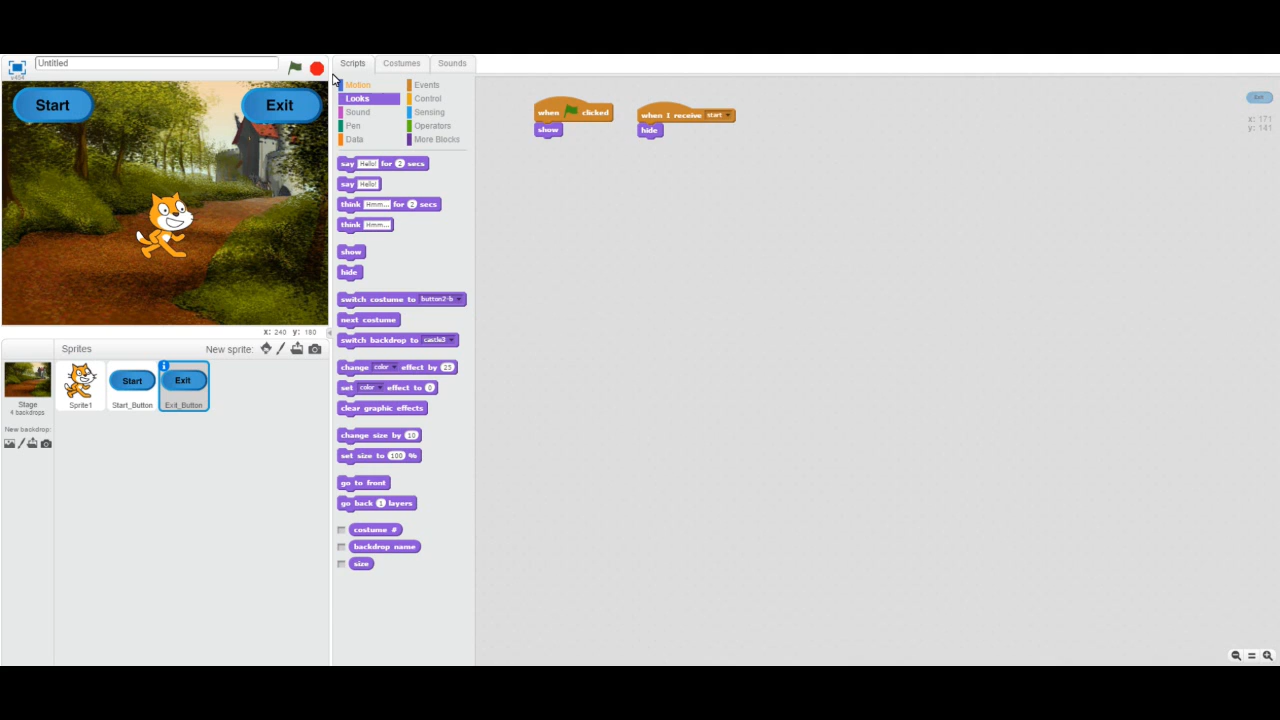 Untitled
v454
Start
Exit
x: 240 y: 180
Sprites
New sprite:
Stage
4 backdrops
New backdrop:
Sprite1
Start
Start_Button
Exit
Exit_Button
Scripts
Costumes
Sounds
Motion
Looks
Sound
Pen
Data
Events
Control
Sensing
Operators
More Blocks
say Hello! for 2 secs
say Hello!
think Hmm... for 2 secs
think Hmm...
show
hide
switch costume to button2-b
next costume
switch backdrop to castle3
change color effect by 25
set color effect to 0
clear graphic effects
change size by 10
set size to 100 %
go to front
go back 1 layers
costume #
backdrop name
size
when clicked
show
when I receive start
hide
Exit
x: 171
y: 141